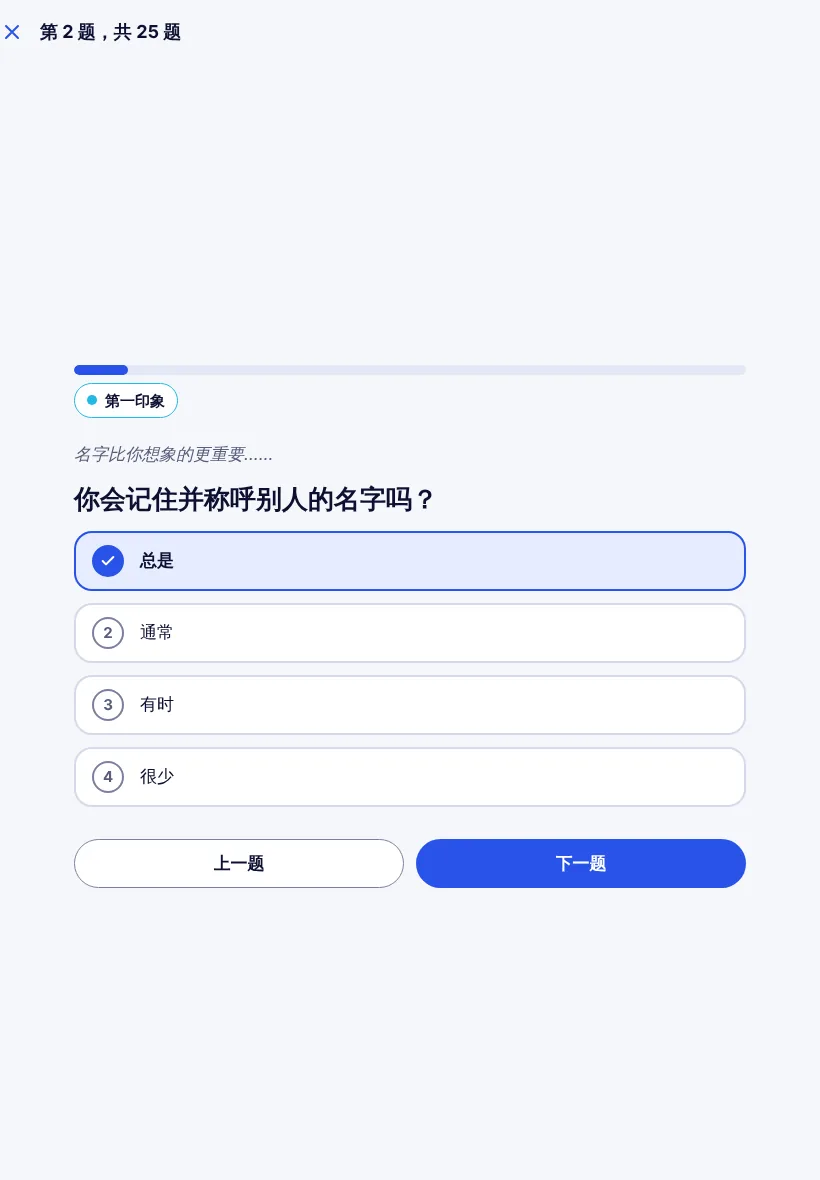 第 2 题，共 25 题
第一印象
名字比你想象的更重要……
你会记住并称呼别人的名字吗？
总是
2 通常
3 有时
4 很少
上一题 下一题